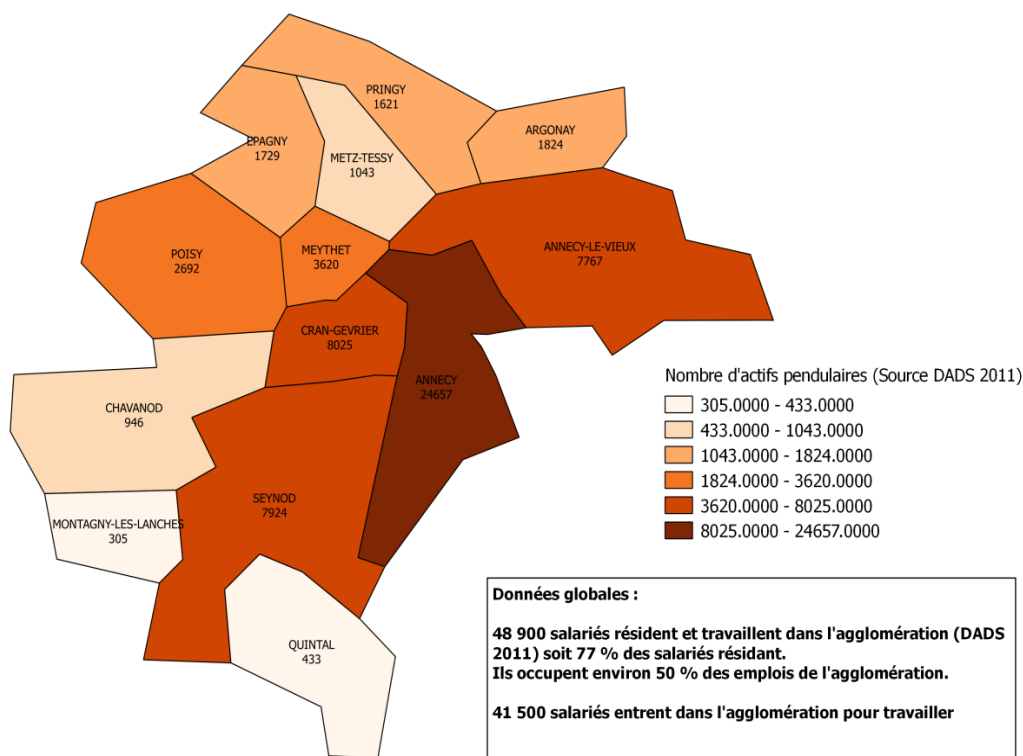 PRINGY
1621
ARGONAY
1824
EPAGNY
1729
METZ-TESSY
1043
ANNECY-LE-VIEUX
7767
POISY
2692
MEYTHET
3620
CRAN-GEVRIER
8025
ANNECY
24657
CHAVANOD
946
SEYNOD
7924
MONTAGNY-LES-LANCHES
305
QUINTAL
433
Nombre d'actifs pendulaires (Source DADS 2011)
305.0000 - 433.0000
433.0000 - 1043.0000
1043.0000 - 1824.0000
1824.0000 - 3620.0000
3620.0000 - 8025.0000
8025.0000 - 24657.0000
Données globales :
48 900 salariés résident et travaillent dans l'agglomération (DADS
2011) soit 77 % des salariés résidant.
Ils occupent environ 50 % des emplois de l'agglomération.
41 500 salariés entrent dans l'agglomération pour travailler